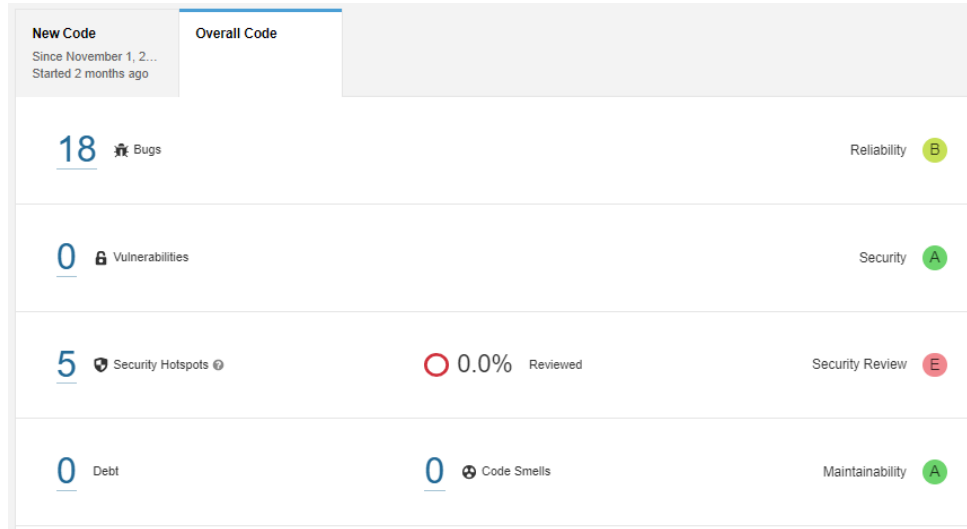 New Code
Since November 1, 2...
Started 2 months ago
Overall Code
18 Bugs Reliability B
0 Vulnerabilities Security A
5 Security Hotspots ? 0.0% Reviewed Security Review E
0 Debt 0 Code Smells Maintainability A